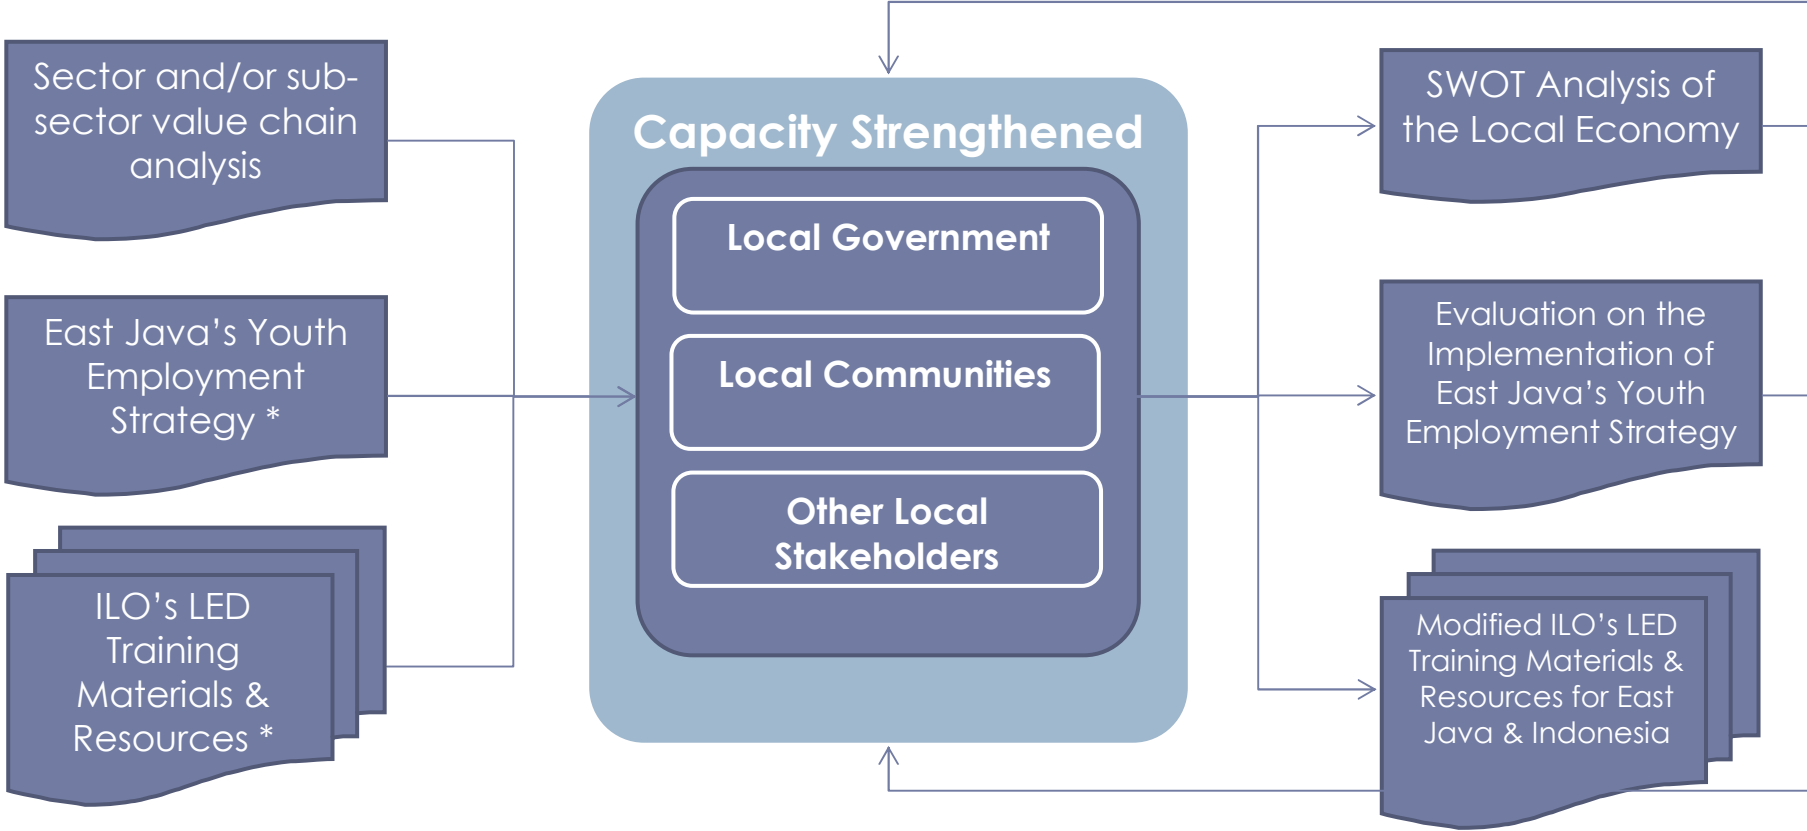 Sector and/or sub-
sector value chain
analysis
East Java's Youth
Employment
Strategy *
ILO's LED
Training
Materials &
Resources *
Capacity Strengthened
Local Government
Local Communities
Other Local
Stakeholders
SWOT Analysis of
the Local Economy
Evaluation on the
Implementation of
East Java's Youth
Employment Strategy
Modified ILO's LED
Training Materials &
Resources for East
Java & Indonesia